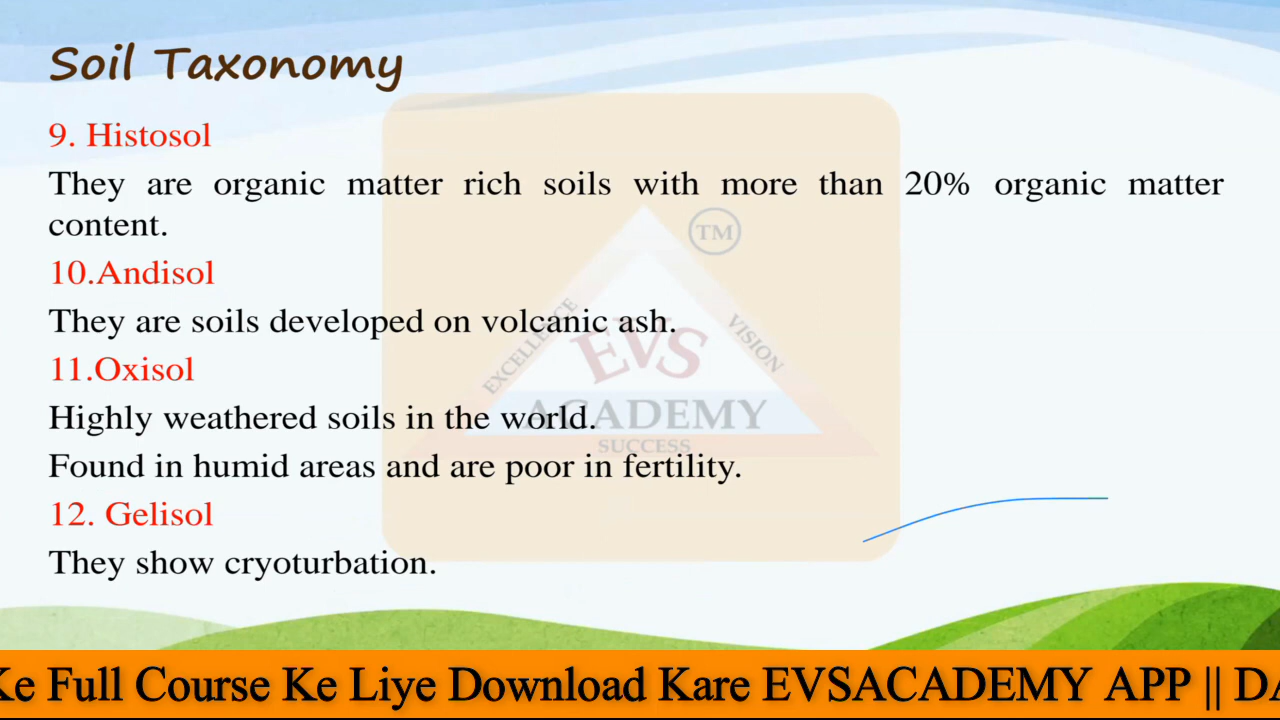 Soil Taxonomy
9. Histosol
They are organic matter rich soils with more than 20% organic matter
content.
10.Andisol
They are soils developed on volcanic ash.
11.Oxisol
Highly weathered soils in the world.
Found in humid areas and are poor in fertility.
12. Gelisol
They show cryoturbation.
TM
EXCELLENCE
VISION
EVS
ACADEMY
SUCCESS
Ke Full Course Ke Liye Download Kare EVSACADEMY APP ||